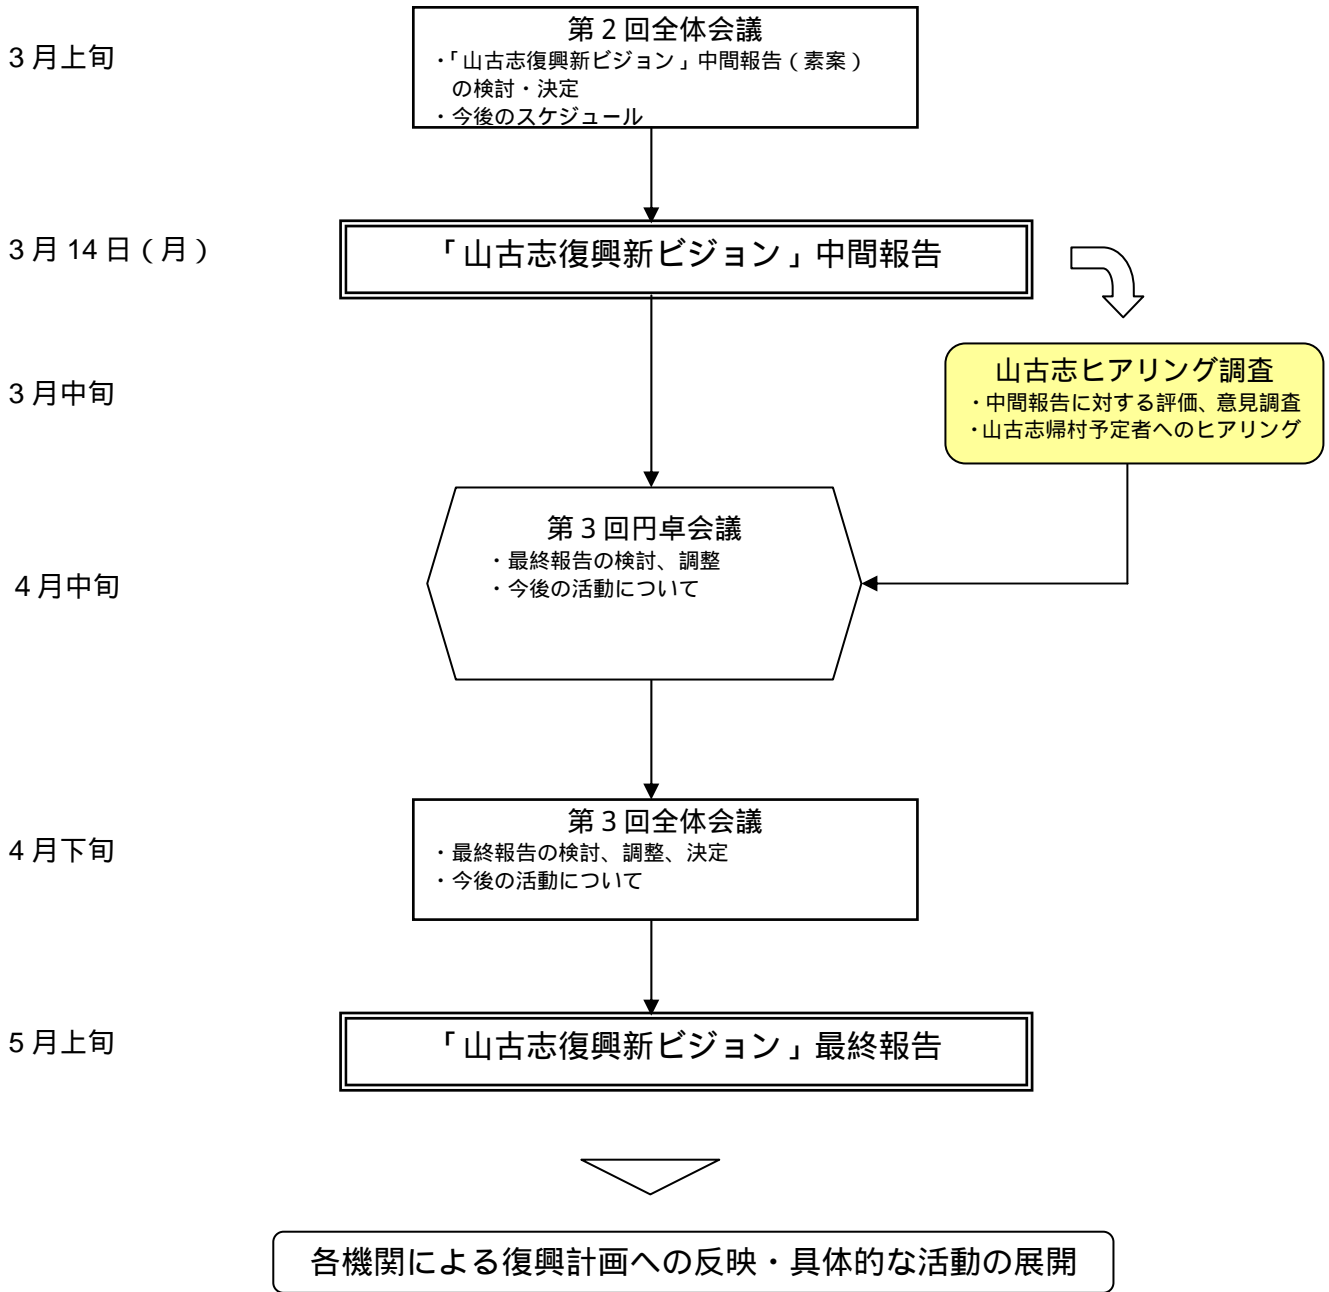 3月上旬
第2回全体会議
・「山古志復興新ビジョン」中間報告(素案)
の検討・決定
・今後のスケジュール
3月14日(月)
「山古志復興新ビジョン」中間報告
3月中旬
山古志ヒアリング調査
・中間報告に対する評価、意見調査
・山古志帰村予定者へのヒアリング
4月中旬
第3回円卓会議
・最終報告の検討、調整
・今後の活動について
4月下旬
第3回全体会議
・最終報告の検討、調整、決定
・今後の活動について
5月上旬
「山古志復興新ビジョン」最終報告
各機関による復興計画への反映・具体的な活動の展開